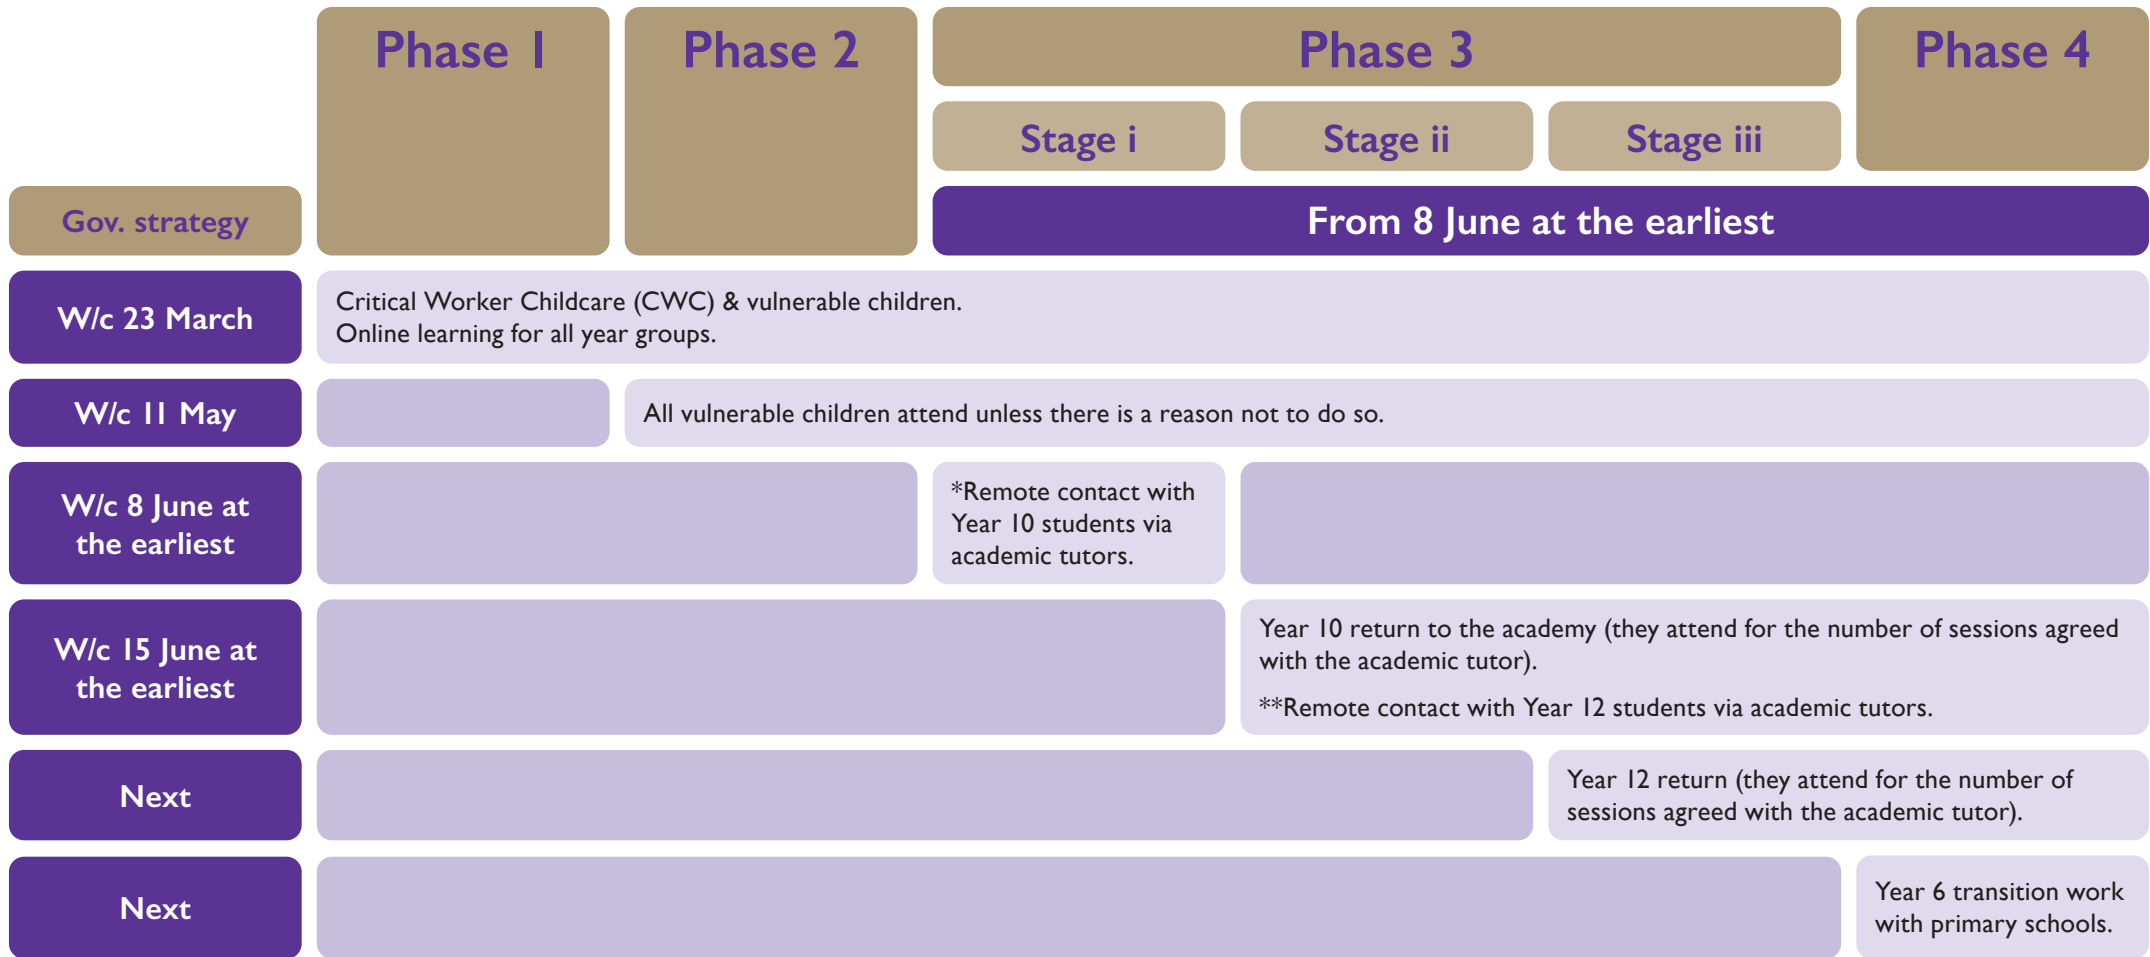 Phase 1
Phase 2
Phase 3
Phase 4
Stage i
Stage ii
Stage iii
Gov. strategy
From 8 June at the earliest
W/c 23 March
Critical Worker Childcare (CWC) & vulnerable children.
Online learning for all year groups.
W/c 11 May
All vulnerable children attend unless there is a reason not to do so.
W/c 8 June at
the earliest
*Remote contact with
Year 10 students via
academic tutors.
W/c 15 June at
the earliest
Year 10 return to the academy (they attend for the number of sessions agreed
with the academic tutor).
**Remote contact with Year 12 students via academic tutors.
Next
Year 12 return (they attend for the number of
sessions agreed with the academic tutor).
Next
Year 6 transition work
with primary schools.